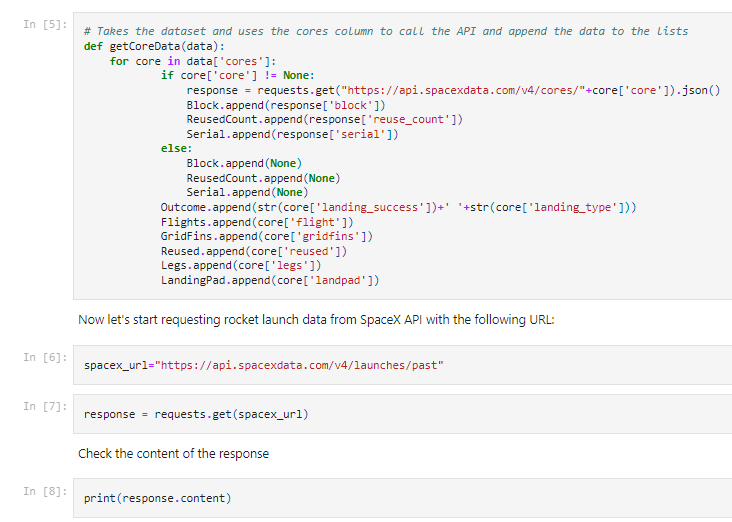 In [5]:
# Takes the dataset and uses the cores column to call the API and append the data to the lists
def getCoreData(data):
    for core in data['cores']:
            if core['core'] != None:
                response = requests.get("https://api.spacexdata.com/v4/cores/"+core['core']).json()
                Block.append(response['block'])
                ReusedCount.append(response['reuse_count'])
                Serial.append(response['serial'])
            else:
                Block.append(None)
                ReusedCount.append(None)
                Serial.append(None)
            Outcome.append(str(core['landing_success'])+' '+str(core['landing_type']))
            Flights.append(core['flight'])
            GridFins.append(core['gridfins'])
            Reused.append(core['reused'])
            Legs.append(core['legs'])
            LandingPad.append(core['landpad'])
Now let's start requesting rocket launch data from SpaceX API with the following URL:
In [6]:
spacex_url="https://api.spacexdata.com/v4/launches/past"
In [7]:
response = requests.get(spacex_url)
Check the content of the response
In [8]:
print(response.content)